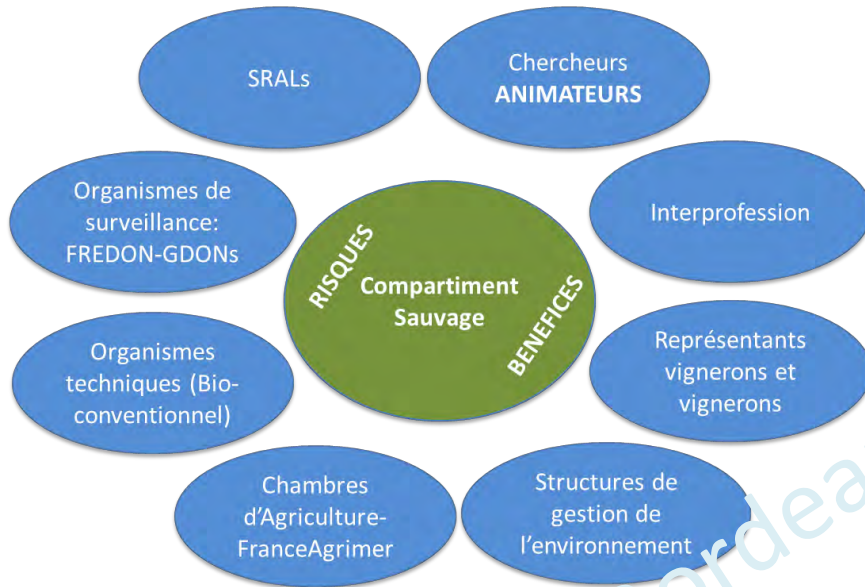 SRALs
Chercheurs
ANIMATEURS
Organismes de
surveillance:
FREDON-GDONs
Interprofession
RISQUES
Compartiment
Sauvage
BENEFICES
Organismes
techniques (Bio-
conventionnel)
Représentants
vignerons et
vignerons
Chambres
d'Agriculture-
FranceAgrimer
Structures de
gestion de
l'environnement